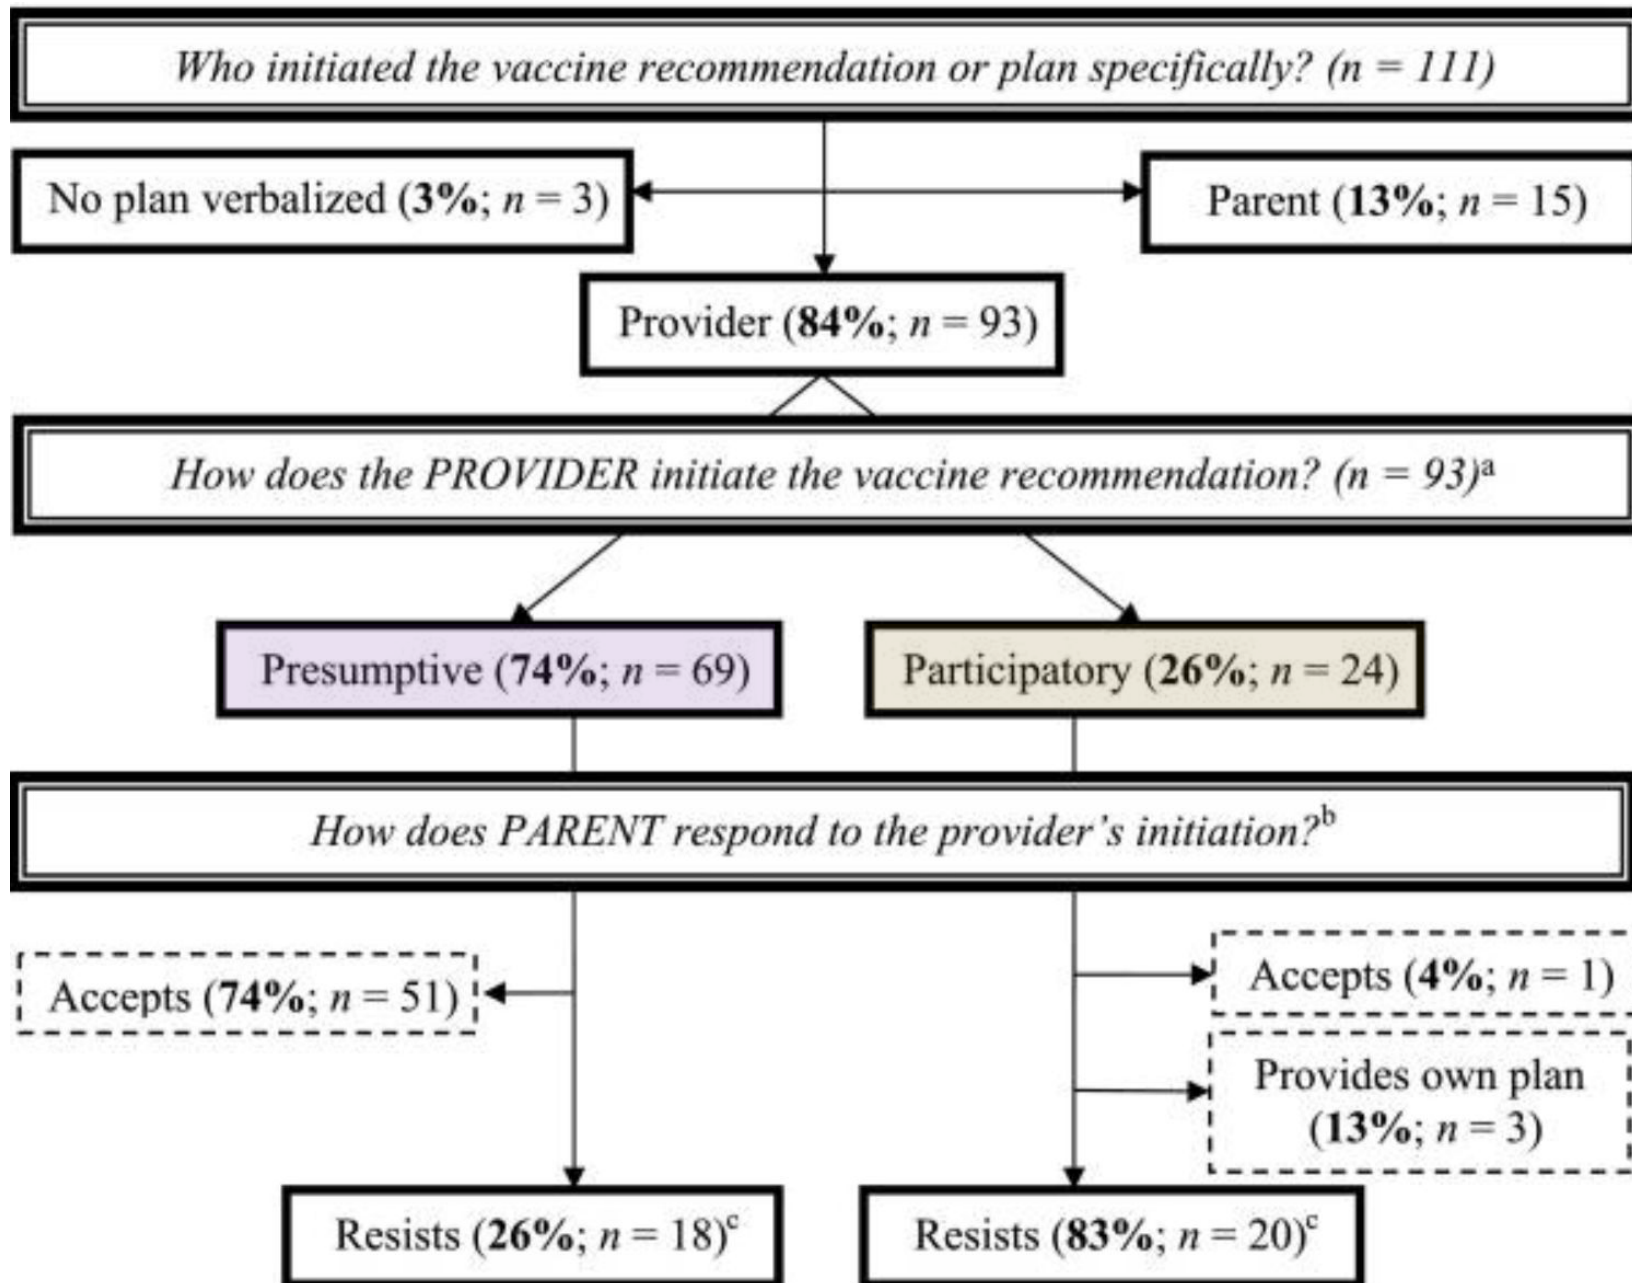 Who initiated the vaccine recommendation or plan specifically? (n = 111)
No plan verbalized (3%; n = 3)
Parent (13%; n = 15)
Provider (84%; n = 93)
How does the PROVIDER initiate the vaccine recommendation? (n = 93)ᵃ
Presumptive (74%; n = 69)
Participatory (26%; n = 24)
How does PARENT respond to the provider’s initiation?ᵇ
Accepts (74%; n = 51)
Accepts (4%; n = 1)
Provides own plan
(13%; n = 3)
Resists (26%; n = 18)ᶜ
Resists (83%; n = 20)ᶜ